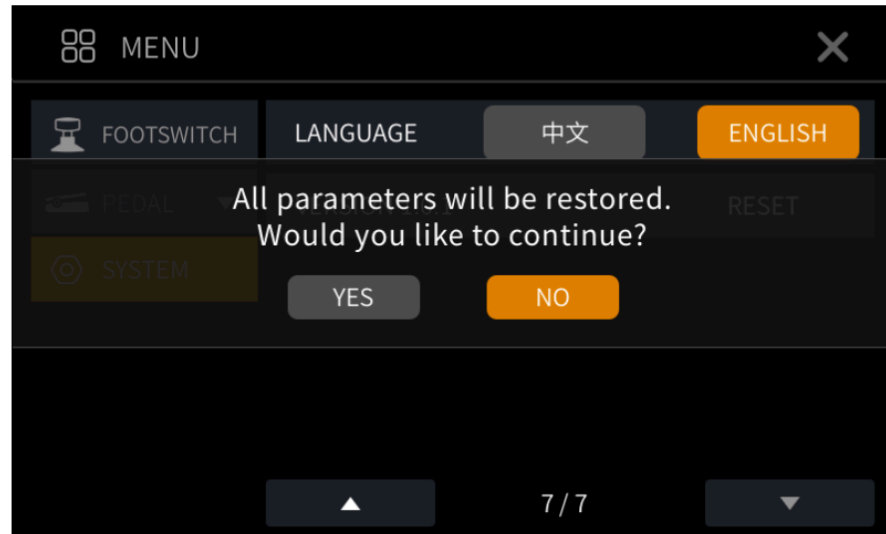 MENU
FOOTSWITCH
LANGUAGE
中文
ENGLISH
PEDAL
RESET
SYSTEM
All parameters will be restored.
Would you like to continue?
YES
NO
7/7